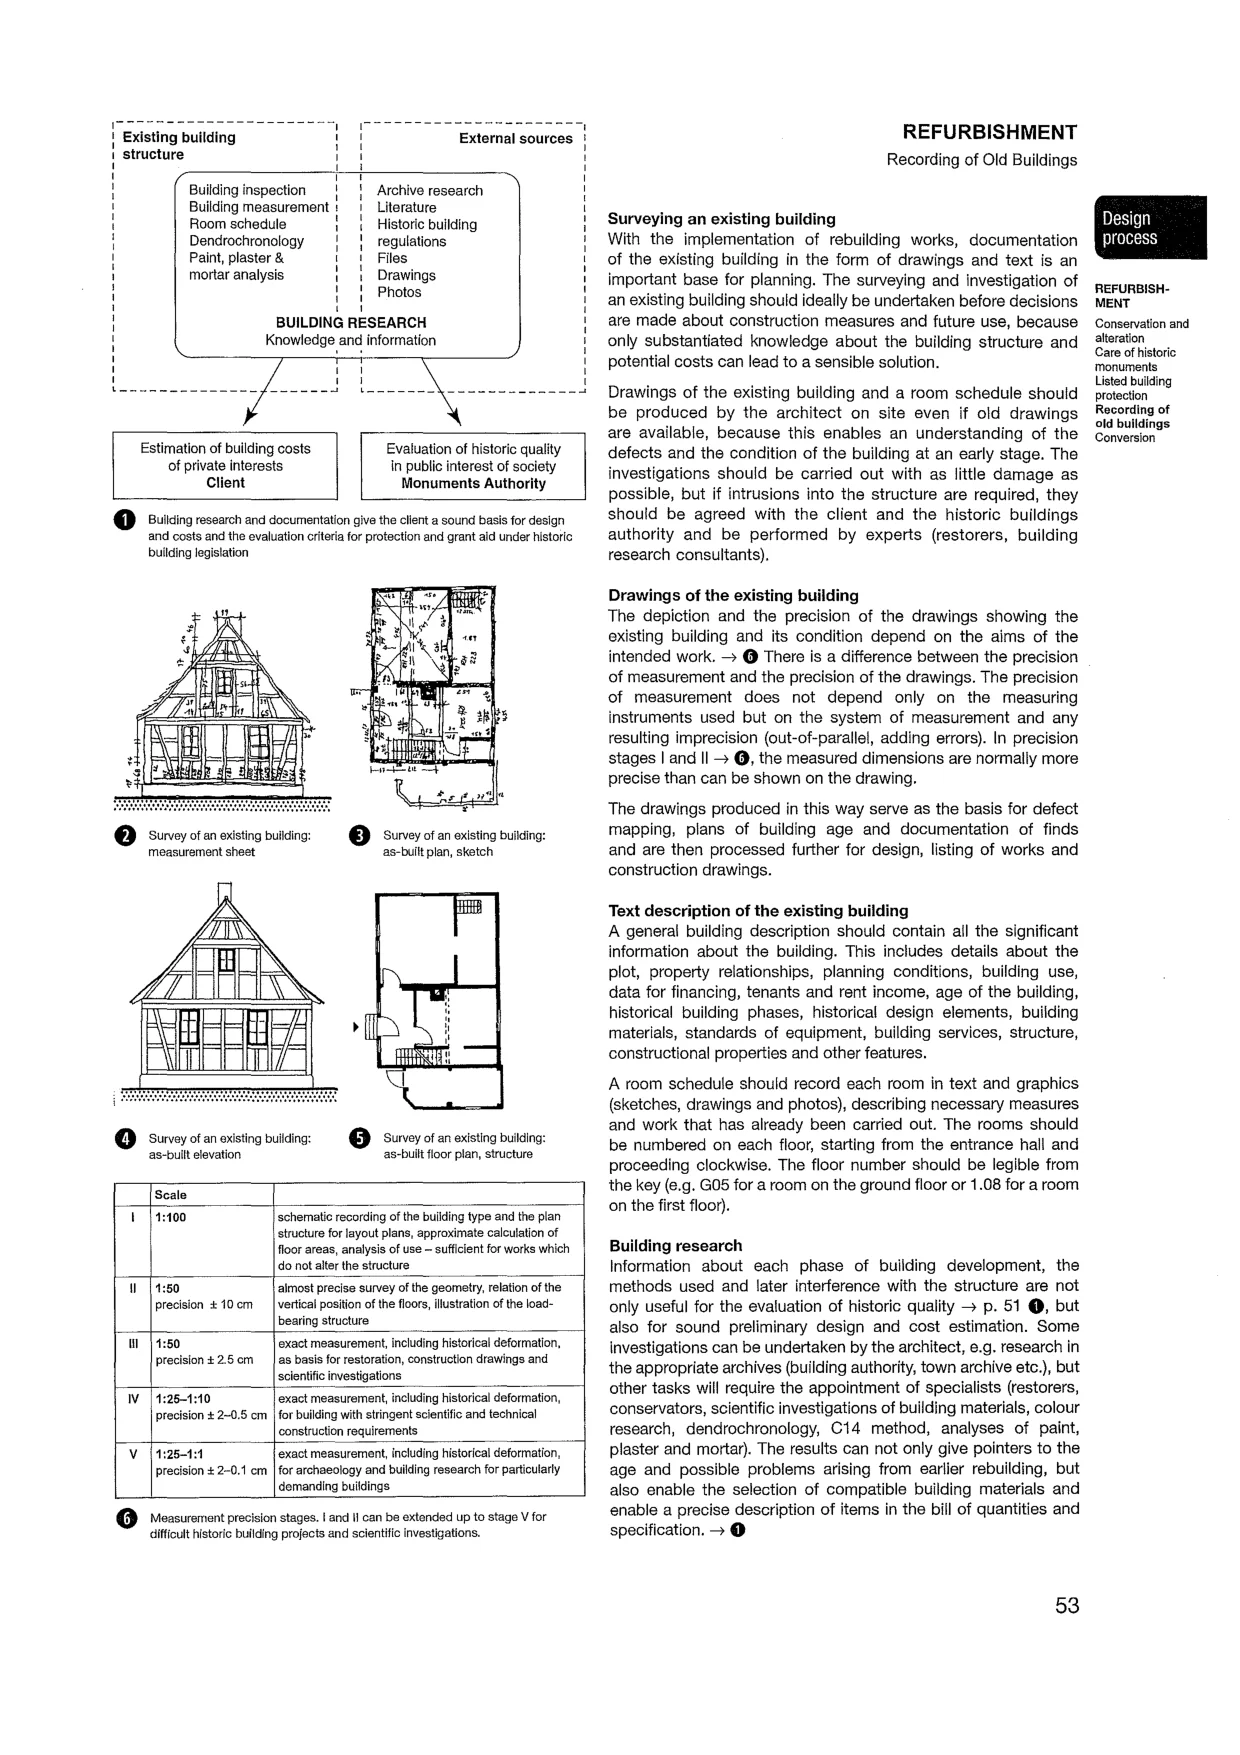 REFURBISHMENT
Recording of Old Buildings
Existing building
structure
External sources
Building inspection
Building measurement
Room schedule
Dendrochronology
Paint, plaster &
mortar analysis
Archive research
Literature
Historic building
regulations
Files
Drawings
Photos
BUILDING RESEARCH
Knowledge and information
Estimation of building costs
of private interests
Client
Evaluation of historic quality
in public interest of society
Monuments Authority
1 Building research and documentation give the client a sound basis for design
and costs and the evaluation criteria for protection and grant aid under historic
building legislation
2 Survey of an existing building:
measurement sheet
3 Survey of an existing building:
as-built plan, sketch
4 Survey of an existing building:
as-built elevation
5 Survey of an existing building:
as-built floor plan, structure
Scale
I 1:100 schematic recording of the building type and the plan
structure for layout plans, approximate calculation of
floor areas, analysis of use – sufficient for works which
do not alter the structure
II 1:50 almost precise survey of the geometry, relation of the
precision ± 10 cm vertical position of the floors, illustration of the load-
bearing structure
III 1:50 exact measurement, including historical deformation,
precision ± 2.5 cm as basis for restoration, construction drawings and
scientific investigations
IV 1:25–1:10 exact measurement, including historical deformation,
precision ± 2–0.5 cm for building with stringent scientific and technical
construction requirements
V 1:25–1:1 exact measurement, including historical deformation,
precision ± 2–0.1 cm for archaeology and building research for particularly
demanding buildings
6 Measurement precision stages. I and II can be extended up to stage V for
difficult historic building projects and scientific investigations.
Surveying an existing building
With the implementation of rebuilding works, documentation
of the existing building in the form of drawings and text is an
important base for planning. The surveying and investigation of
an existing building should ideally be undertaken before decisions
are made about construction measures and future use, because
only substantiated knowledge about the building structure and
potential costs can lead to a sensible solution.
Drawings of the existing building and a room schedule should
be produced by the architect on site even if old drawings
are available, because this enables an understanding of the
defects and the condition of the building at an early stage. The
investigations should be carried out with as little damage as
possible, but if intrusions into the structure are required, they
should be agreed with the client and the historic buildings
authority and be performed by experts (restorers, building
research consultants).
Drawings of the existing building
The depiction and the precision of the drawings showing the
existing building and its condition depend on the aims of the
intended work. → 6 There is a difference between the precision
of measurement and the precision of the drawings. The precision
of measurement does not depend only on the measuring
instruments used but on the system of measurement and any
resulting imprecision (out-of-parallel, adding errors). In precision
stages I and II → 6, the measured dimensions are normally more
precise than can be shown on the drawing.
The drawings produced in this way serve as the basis for defect
mapping, plans of building age and documentation of finds
and are then processed further for design, listing of works and
construction drawings.
Text description of the existing building
A general building description should contain all the significant
information about the building. This includes details about the
plot, property relationships, planning conditions, building use,
data for financing, tenants and rent income, age of the building,
historical building phases, historical design elements, building
materials, standards of equipment, building services, structure,
constructional properties and other features.
A room schedule should record each room in text and graphics
(sketches, drawings and photos), describing necessary measures
and work that has already been carried out. The rooms should
be numbered on each floor, starting from the entrance hall and
proceeding clockwise. The floor number should be legible from
the key (e.g. G05 for a room on the ground floor or 1.08 for a room
on the first floor).
Building research
Information about each phase of building development, the
methods used and later interference with the structure are not
only useful for the evaluation of historic quality → p. 51 1, but
also for sound preliminary design and cost estimation. Some
investigations can be undertaken by the architect, e.g. research in
the appropriate archives (building authority, town archive etc.), but
other tasks will require the appointment of specialists (restorers,
conservators, scientific investigations of building materials, colour
research, dendrochronology, C14 method, analyses of paint,
plaster and mortar). The results can not only give pointers to the
age and possible problems arising from earlier rebuilding, but
also enable the selection of compatible building materials and
enable a precise description of items in the bill of quantities and
specification. → 1
Design
process
REFURBISH-
MENT
Conservation and
alteration
Care of historic
monuments
Listed building
protection
Recording of
old buildings
Conversion
53